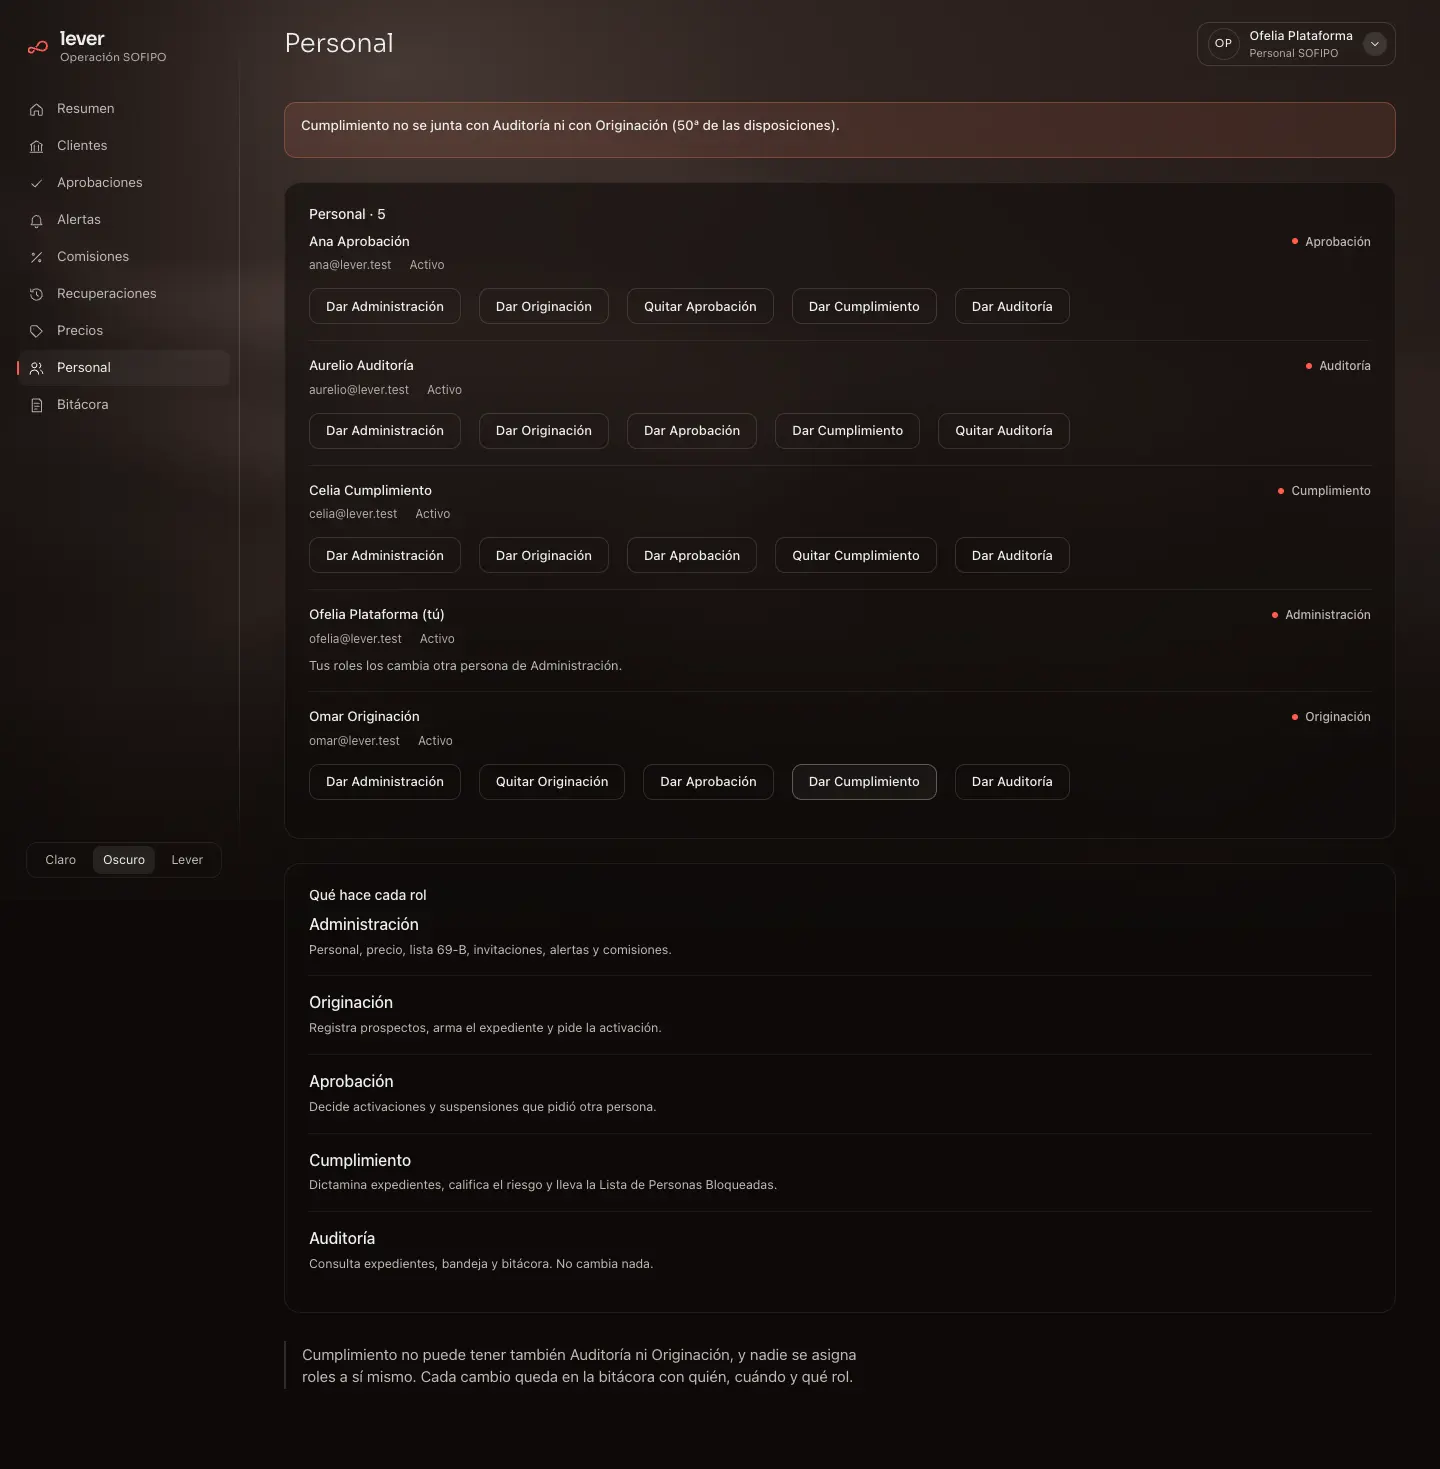 lever
Operación SOFIPO
Resumen
Clientes
Aprobaciones
Alertas
Comisiones
Recuperaciones
Precios
Personal
Bitácora
Claro Oscuro Lever
Personal
OP
Ofelia Plataforma
Personal SOFIPO
Cumplimiento no se junta con Auditoría ni con Originación (50ª de las disposiciones).
Personal · 5
Ana Aprobación
Aprobación
ana@lever.test Activo
Dar Administración Dar Originación Quitar Aprobación Dar Cumplimiento Dar Auditoría
Aurelio Auditoría
Auditoría
aurelio@lever.test Activo
Dar Administración Dar Originación Dar Aprobación Dar Cumplimiento Quitar Auditoría
Celia Cumplimiento
Cumplimiento
celia@lever.test Activo
Dar Administración Dar Originación Dar Aprobación Quitar Cumplimiento Dar Auditoría
Ofelia Plataforma (tú)
Administración
ofelia@lever.test Activo
Tus roles los cambia otra persona de Administración.
Omar Originación
Originación
omar@lever.test Activo
Dar Administración Quitar Originación Dar Aprobación Dar Cumplimiento Dar Auditoría
Qué hace cada rol
Administración
Personal, precio, lista 69-B, invitaciones, alertas y comisiones.
Originación
Registra prospectos, arma el expediente y pide la activación.
Aprobación
Decide activaciones y suspensiones que pidió otra persona.
Cumplimiento
Dictamina expedientes, califica el riesgo y lleva la Lista de Personas Bloqueadas.
Auditoría
Consulta expedientes, bandeja y bitácora. No cambia nada.
Cumplimiento no puede tener también Auditoría ni Originación, y nadie se asigna
roles a sí mismo. Cada cambio queda en la bitácora con quién, cuándo y qué rol.